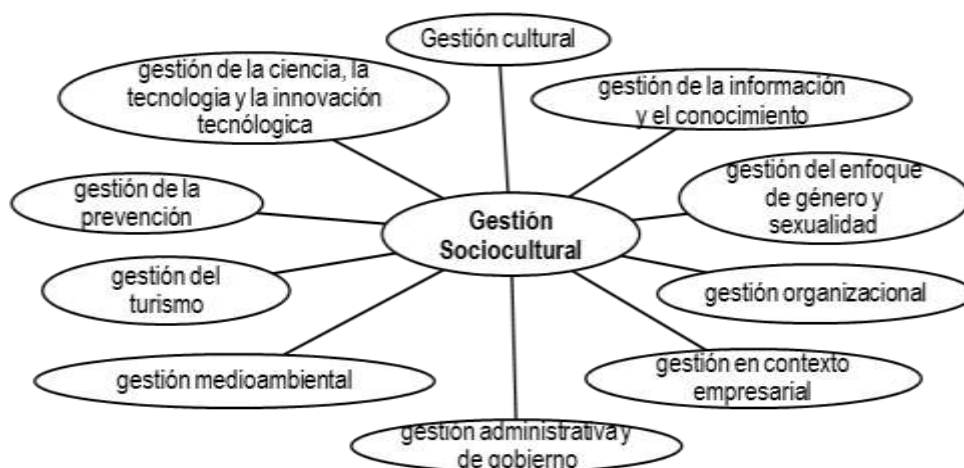 Gestión cultural
gestión de la ciencia, la
tecnologia y la innovación
tecnólogica
gestión de la información
y el conocimiento
gestión de la
prevención
gestión del enfoque
de género y
sexualidad
Gestión
Sociocultural
gestión del
turismo
gestión organizacional
gestión medioambiental
gestión en contexto
empresarial
gestión administrativa y
de gobierno